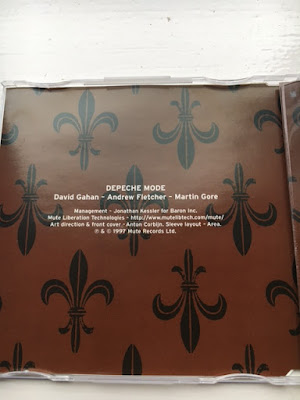 DEPECHE MODE
David Gahan - Andrew Fletcher - Martin Gore
Management - Jonathan Kessler for Baron Inc.
Mute Liberation Technologies - http://www.mutelibtech.com/mute/
Art direction & front cover - Anton Corbijn. Sleeve layout - Area.
℗ & © 1997 Mute Records Ltd.